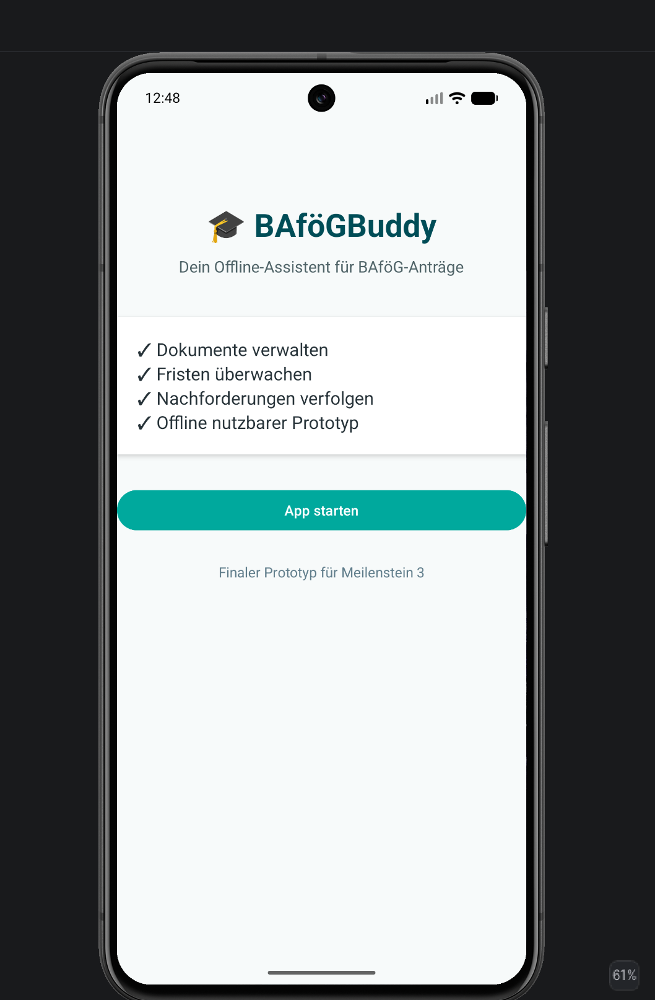 12:48
🎓 BAföGBuddy
Dein Offline-Assistent für BAföG-Anträge
✓ Dokumente verwalten
✓ Fristen überwachen
✓ Nachforderungen verfolgen
✓ Offline nutzbarer Prototyp
App starten
Finaler Prototyp für Meilenstein 3
61%